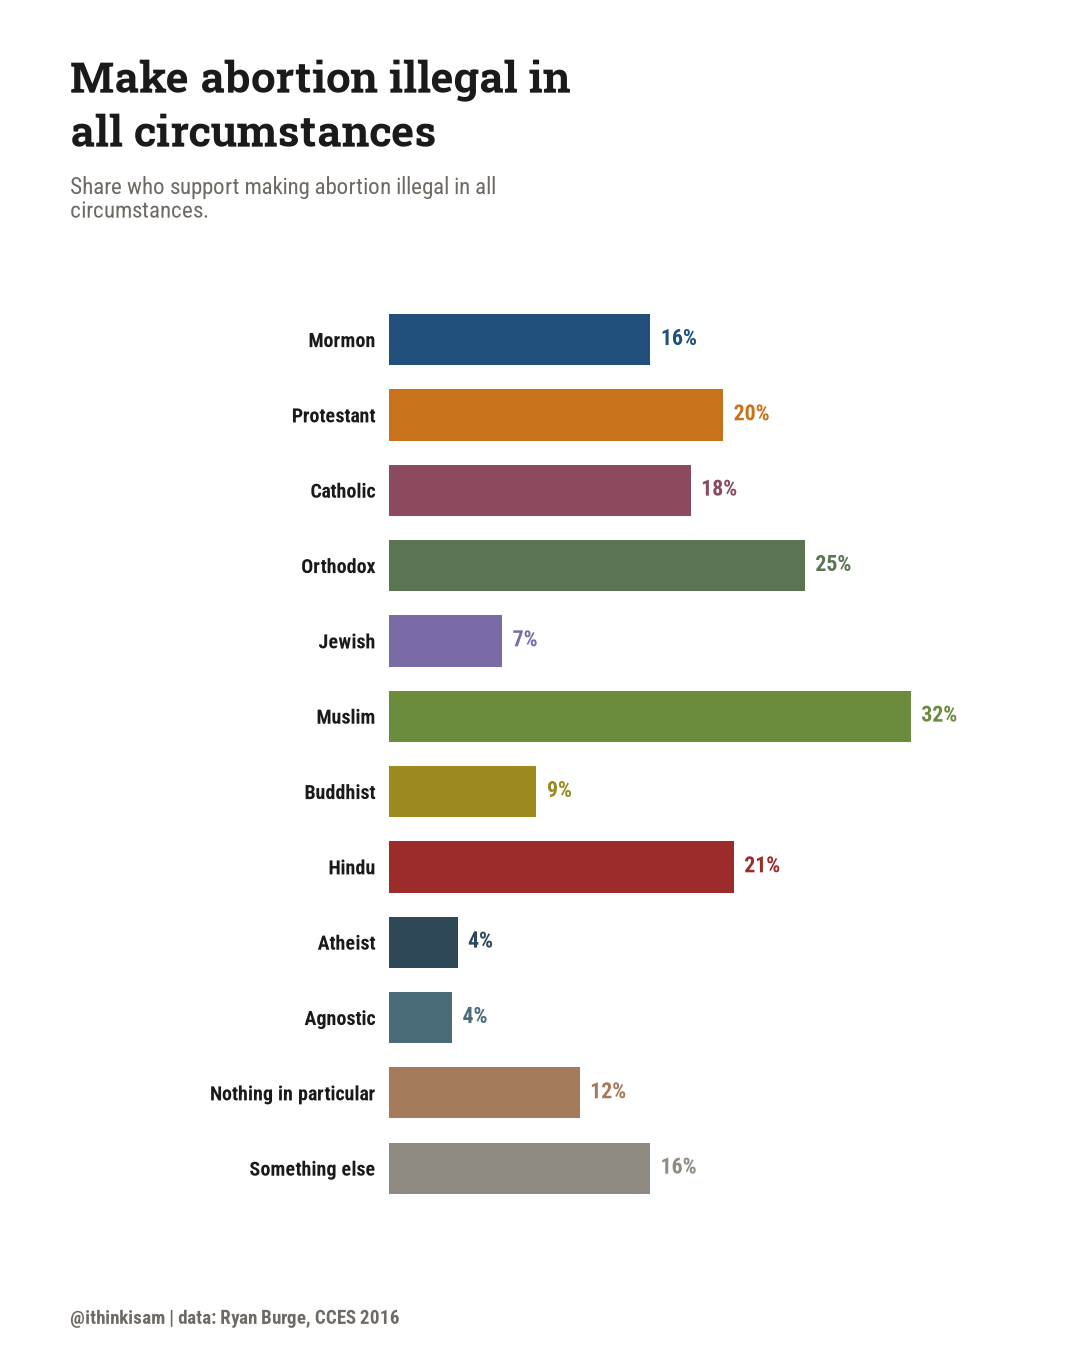 Make abortion illegal in
all circumstances
Share who support making abortion illegal in all
circumstances.
Mormon 16%
Protestant 20%
Catholic 18%
Orthodox 25%
Jewish 7%
Muslim 32%
Buddhist 9%
Hindu 21%
Atheist 4%
Agnostic 4%
Nothing in particular 12%
Something else 16%
@ithinkisam | data: Ryan Burge, CCES 2016